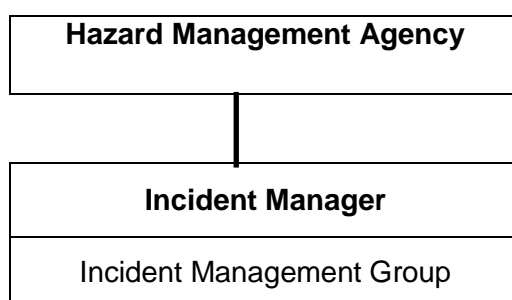 Hazard Management Agency
Incident Manager
Incident Management Group